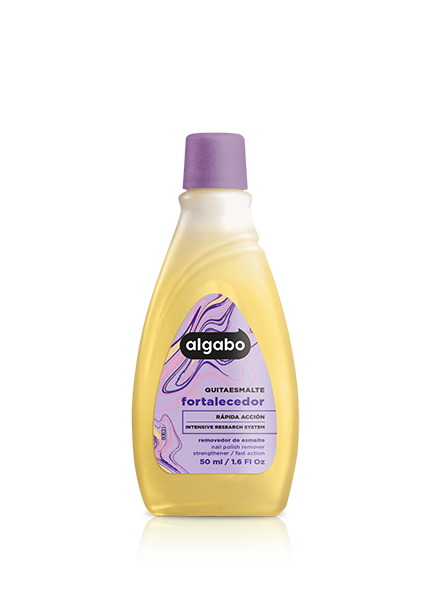 algabo
QUITAESMALTE
fortalecedor
RÁPIDA ACCIÓN
INTENSIVE RESEARCH SYSTEM
removedor de esmalte
nail polish remover
strengthener / fast action
50 ml / 1.6 Fl Oz